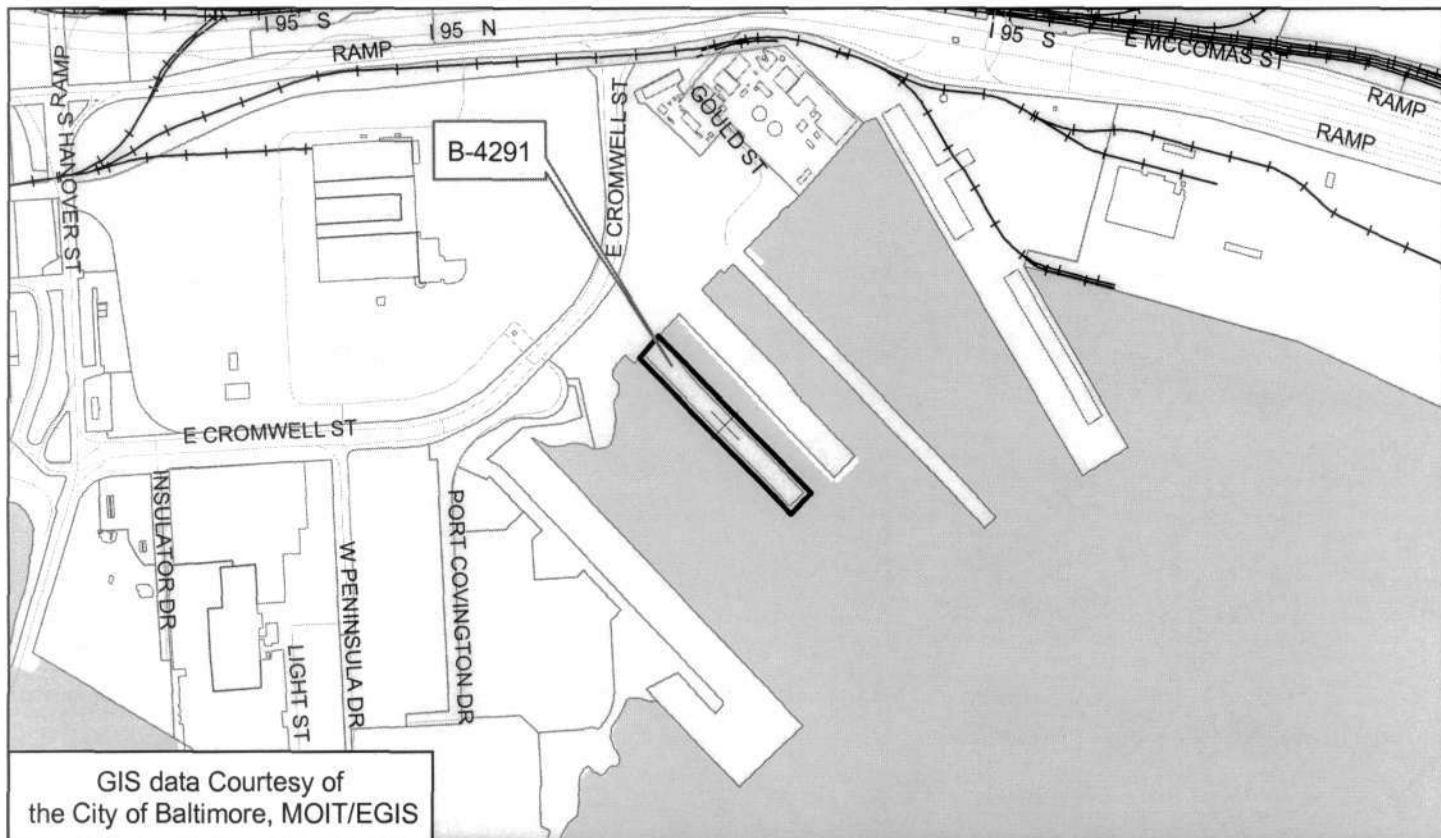 I 95 S
I 95 N
I 95 S
E MCCOMAS ST
RAMP
RAMP
RAMP
RAMP
S HANOVER ST
E CROMWELL ST
GOULD ST
B-4291
E CROMWELL ST
INSULATOR DR
LIGHT ST
W PENINSULA DR
PORT COVINGTON DR
GIS data Courtesy of
the City of Baltimore, MOIT/EGIS